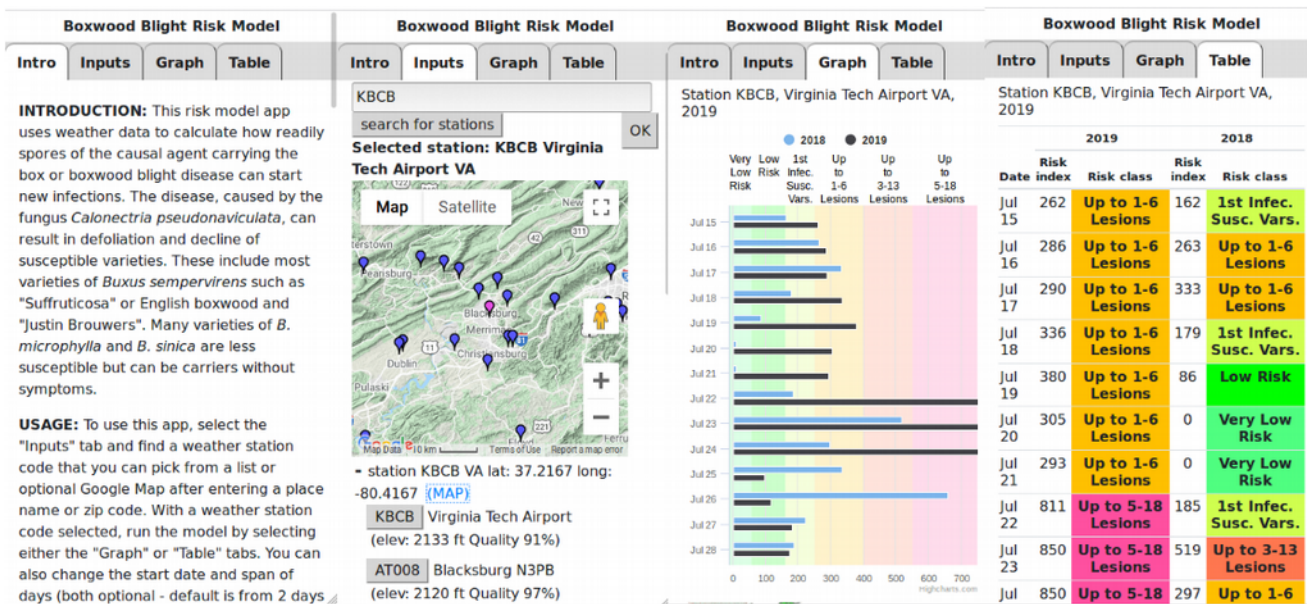 Boxwood Blight Risk Model
Intro Inputs Graph Table
INTRODUCTION: This risk model app
uses weather data to calculate how readily
spores of the causal agent carrying the
box or boxwood blight disease can start
new infections. The disease, caused by the
fungus Calonectria pseudonaviculata, can
result in defoliation and decline of
susceptible varieties. These include most
varieties of Buxus sempervirens such as
"Suffruticosa" or English boxwood and
"Justin Brouwers". Many varieties of B.
microphylla and B. sinica are less
susceptible but can be carriers without
symptoms.
USAGE: To use this app, select the
"Inputs" tab and find a weather station
code that you can pick from a list or
optional Google Map after entering a place
name or zip code. With a weather station
code selected, run the model by selecting
either the "Graph" or "Table" tabs. You can
also change the start date and span of
days (both optional - default is from 2 days
Boxwood Blight Risk Model
Intro Inputs Graph Table
KBCB
search for stations
OK
Selected station: KBCB Virginia
Tech Airport VA
Map Satellite
New
42
311
Pearisburg
Blacksburg
Merrima
11
81
Christiansburg
Dublin
Pulaski
221
Floyd
Google
Map Data 10 km Terms of Use Report a map error
- station KBCB VA lat: 37.2167 long:
-80.4167 (MAP)
KBCB Virginia Tech Airport
(elev: 2133 ft Quality 91%)
AT008 Blacksburg N3PB
(elev: 2120 ft Quality 97%)
Boxwood Blight Risk Model
Intro Inputs Graph Table
Station KBCB, Virginia Tech Airport VA,
2019
2018 2019
Very Low 1st Up Up Up
Low Risk Infec. to to to
Risk Susc. 1-6 3-13 5-18
Vars. Lesions Lesions Lesions
Jul 15
Jul 16
Jul 17
Jul 18
Jul 19
Jul 20
Jul 21
Jul 22
Jul 23
Jul 24
Jul 25
Jul 26
Jul 27
Jul 28
0 100 200 300 400 500 600 700
Highcharts.com
Boxwood Blight Risk Model
Intro Inputs Graph Table
Station KBCB, Virginia Tech Airport VA,
2019
2019 2018
Risk Risk
Date index Risk class index Risk class
Jul 262 Up to 1-6 162 1st Infec.
15 Lesions Susc. Vars.
Jul 286 Up to 1-6 263 Up to 1-6
16 Lesions Lesions
Jul 290 Up to 1-6 333 Up to 1-6
17 Lesions Lesions
Jul 336 Up to 1-6 179 1st Infec.
18 Lesions Susc. Vars.
Jul 380 Up to 1-6 86 Low Risk
19 Lesions
Jul 305 Up to 1-6 0 Very Low
20 Lesions Risk
Jul 293 Up to 1-6 0 Very Low
21 Lesions Risk
Jul 811 Up to 5-18 185 1st Infec.
22 Lesions Susc. Vars.
Jul 850 Up to 5-18 519 Up to 3-13
23 Lesions Lesions
Jul 850 Up to 5-18 297 Up to 1-6